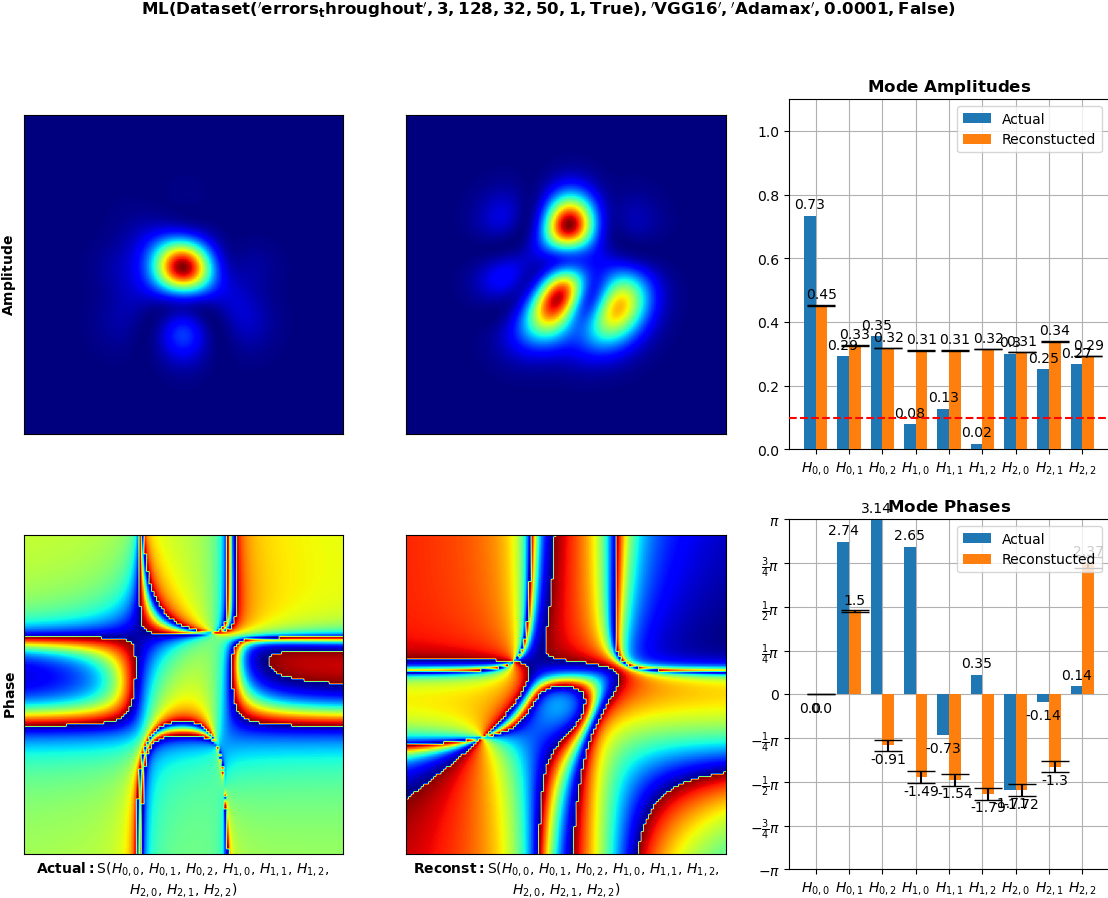 ML(Dataset('errors_throughout', 3, 128, 32, 50, 1, True), 'VGG16', 'Adamax', 0.0001, False)
Amplitude
Mode Amplitudes
Actual
Reconstucted
1.0
0.8
0.6
0.4
0.2
0.0
0.73
0.45
0.29
0.33
0.35
0.32
0.08
0.31
0.13
0.31
0.02
0.32
0.3
0.31
0.25
0.34
0.27
0.29
H0,0 H0,1 H0,2 H1,0 H1,1 H1,2 H2,0 H2,1 H2,2
Phase
Actual: S(H0,0, H0,1, H0,2, H1,0, H1,1, H1,2,
H2,0, H2,1, H2,2)
Reconst: S(H0,0, H0,1, H0,2, H1,0, H1,1, H1,2,
H2,0, H2,1, H2,2)
Mode Phases
Actual
Reconstucted
π
3/4π
1/2π
1/4π
0
−1/4π
−1/2π
−3/4π
−π
0.0
0.0
2.74
1.5
3.14
-0.91
2.65
-1.49
-0.73
-1.54
0.35
-1.79
-1.71
-1.72
-0.14
-1.3
0.14
2.37
H0,0 H0,1 H0,2 H1,0 H1,1 H1,2 H2,0 H2,1 H2,2